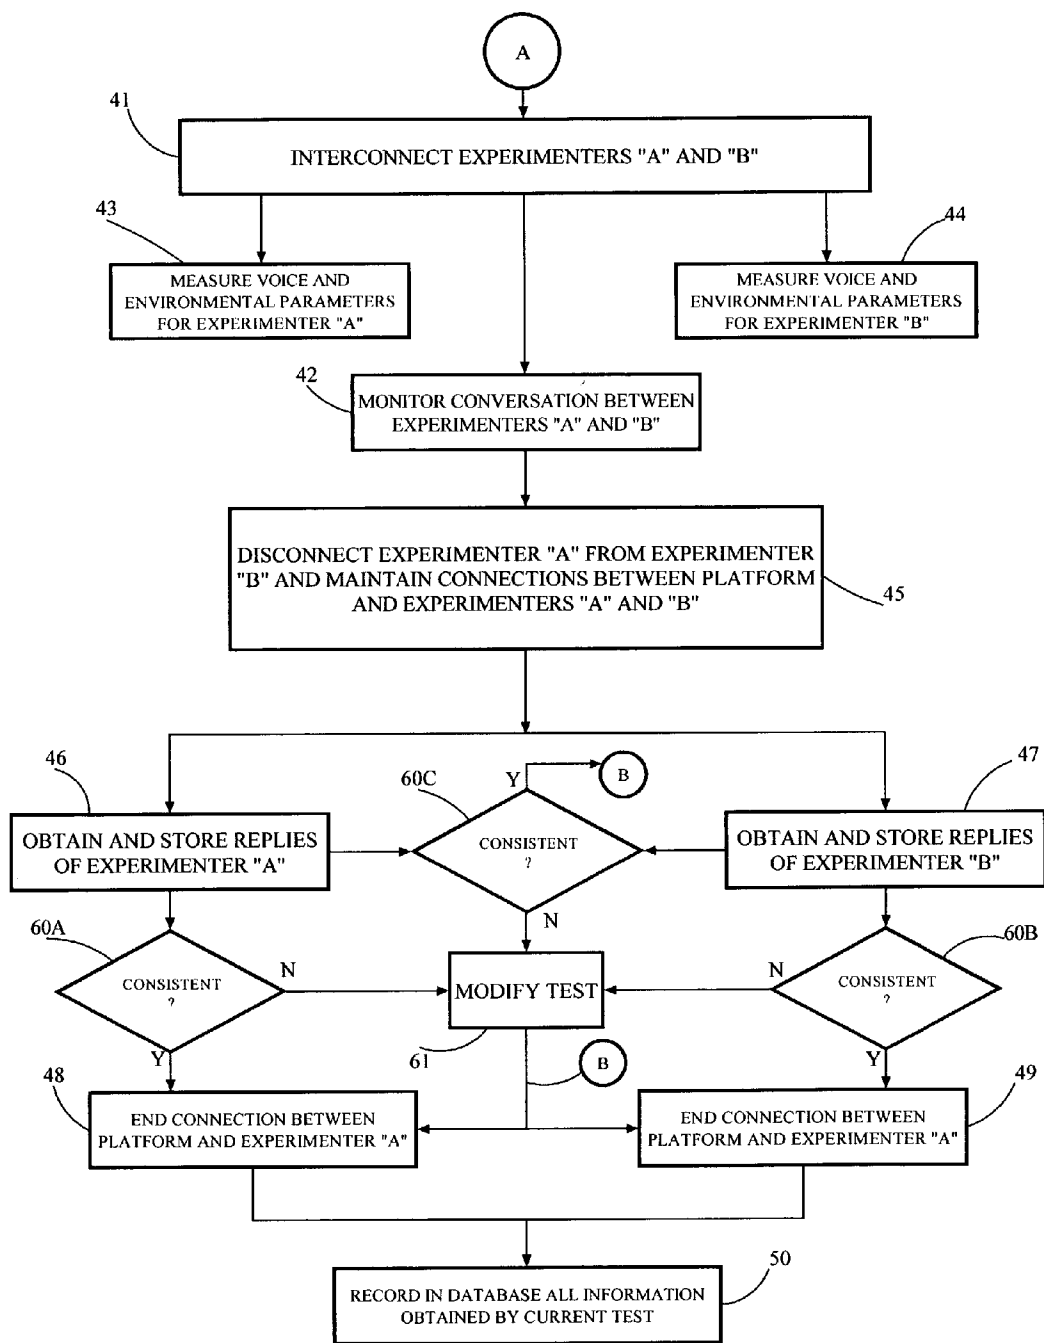 A
41
INTERCONNECT EXPERIMENTERS "A" AND "B"
43
44
MEASURE VOICE AND
ENVIRONMENTAL PARAMETERS
FOR EXPERIMENTER "A"
MEASURE VOICE AND
ENVIRONMENTAL PARAMETERS
FOR EXPERIMENTER "B"
42
MONITOR CONVERSATION BETWEEN
EXPERIMENTERS "A" AND "B"
DISCONNECT EXPERIMENTER "A" FROM EXPERIMENTER
"B" AND MAINTAIN CONNECTIONS BETWEEN PLATFORM
AND EXPERIMENTERS "A" AND "B"
45
46
47
60C
Y
B
OBTAIN AND STORE REPLIES
OF EXPERIMENTER "A"
CONSISTENT
?
OBTAIN AND STORE REPLIES
OF EXPERIMENTER "B"
N
60A
60B
CONSISTENT
?
N
MODIFY TEST
N
CONSISTENT
?
Y
61
B
Y
48
49
END CONNECTION BETWEEN
PLATFORM AND EXPERIMENTER "A"
END CONNECTION BETWEEN
PLATFORM AND EXPERIMENTER "A"
50
RECORD IN DATABASE ALL INFORMATION
OBTAINED BY CURRENT TEST